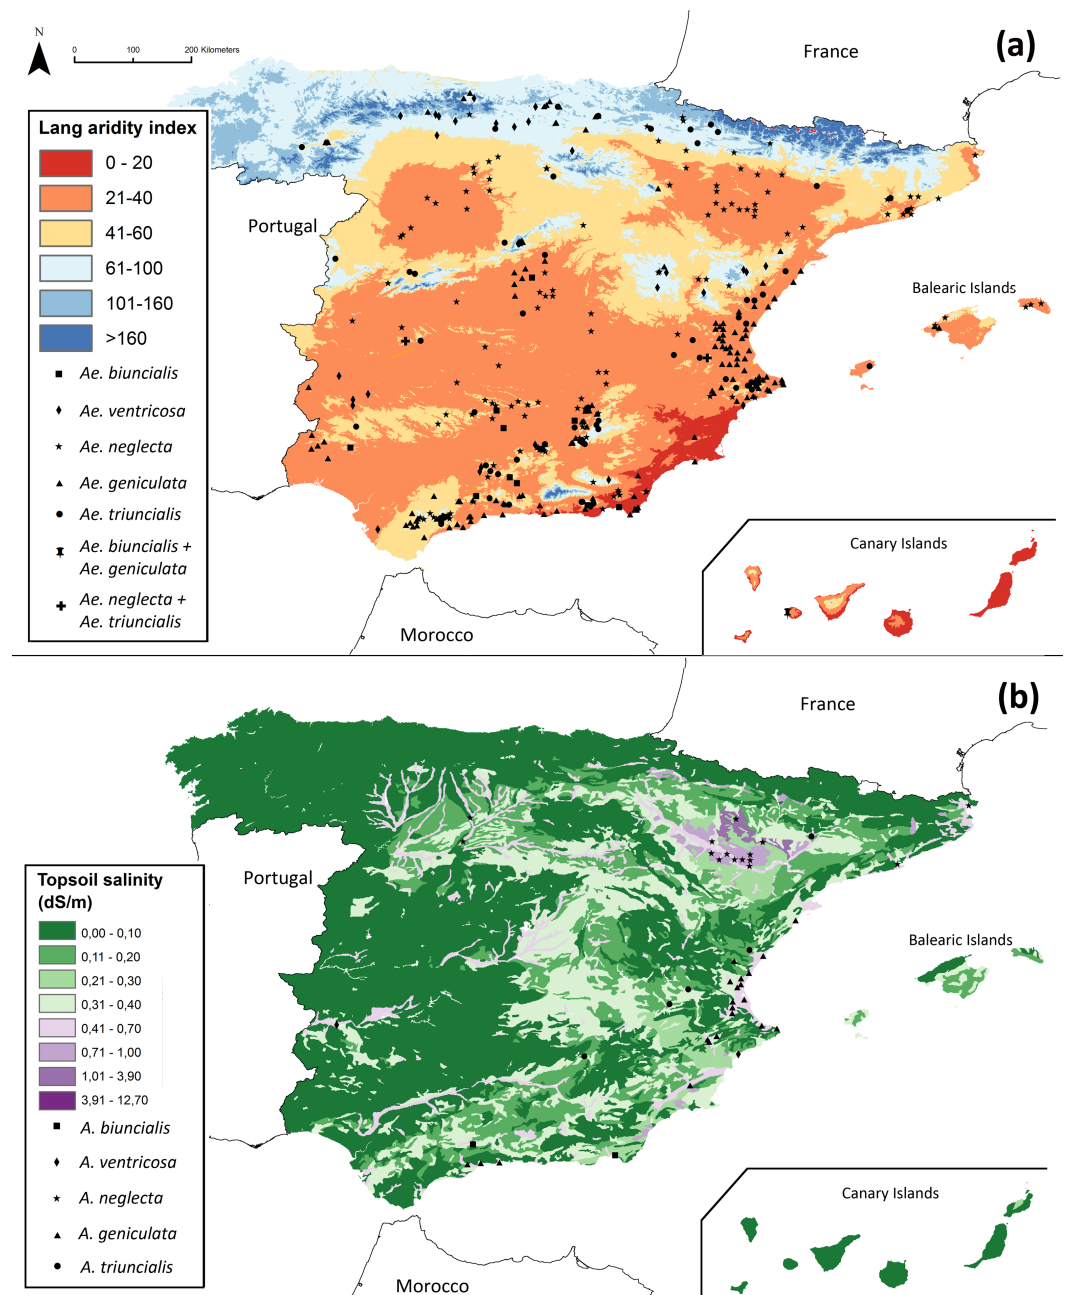 N
0 100 200 Kilometers
(a)
France
Lang aridity index
0 - 20
21-40
41-60
61-100
101-160
>160
Ae. biuncialis
Ae. ventricosa
Ae. neglecta
Ae. geniculata
Ae. triuncialis
Ae. biuncialis +
Ae. geniculata
Ae. neglecta +
Ae. triuncialis
Portugal
Balearic Islands
Canary Islands
Morocco
(b)
France
Portugal
Topsoil salinity
(dS/m)
0,00 - 0,10
0,11 - 0,20
0,21 - 0,30
0,31 - 0,40
0,41 - 0,70
0,71 - 1,00
1,01 - 3,90
3,91 - 12,70
A. biuncialis
A. ventricosa
A. neglecta
A. geniculata
A. triuncialis
Balearic Islands
Canary Islands
Morocco